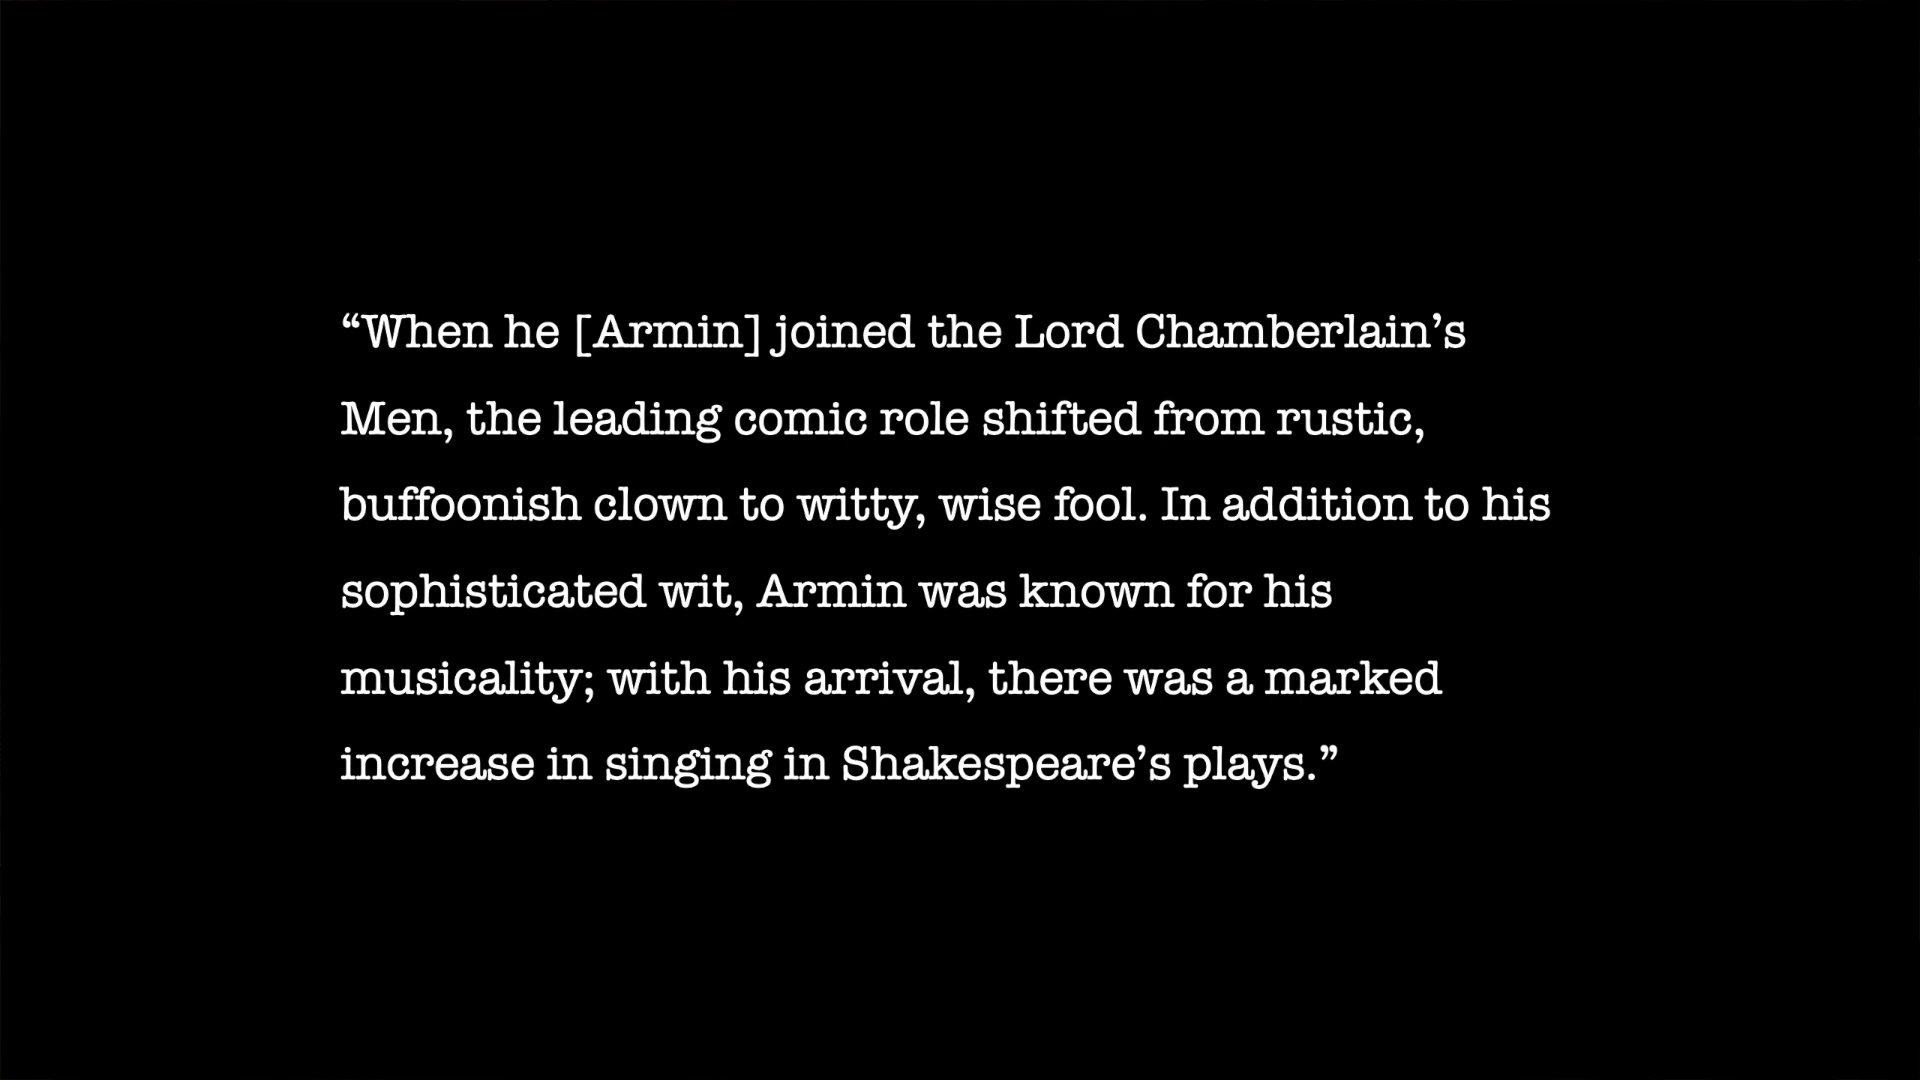 “When he [Armin] joined the Lord Chamberlain’s
Men, the leading comic role shifted from rustic,
buffoonish clown to witty, wise fool. In addition to his
sophisticated wit, Armin was known for his
musicality; with his arrival, there was a marked
increase in singing in Shakespeare’s plays.”